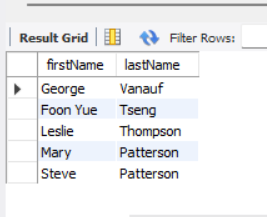 Result Grid Filter Rows:
firstName lastName
George Vanauf
Foon Yue Tseng
Leslie Thompson
Mary Patterson
Steve Patterson